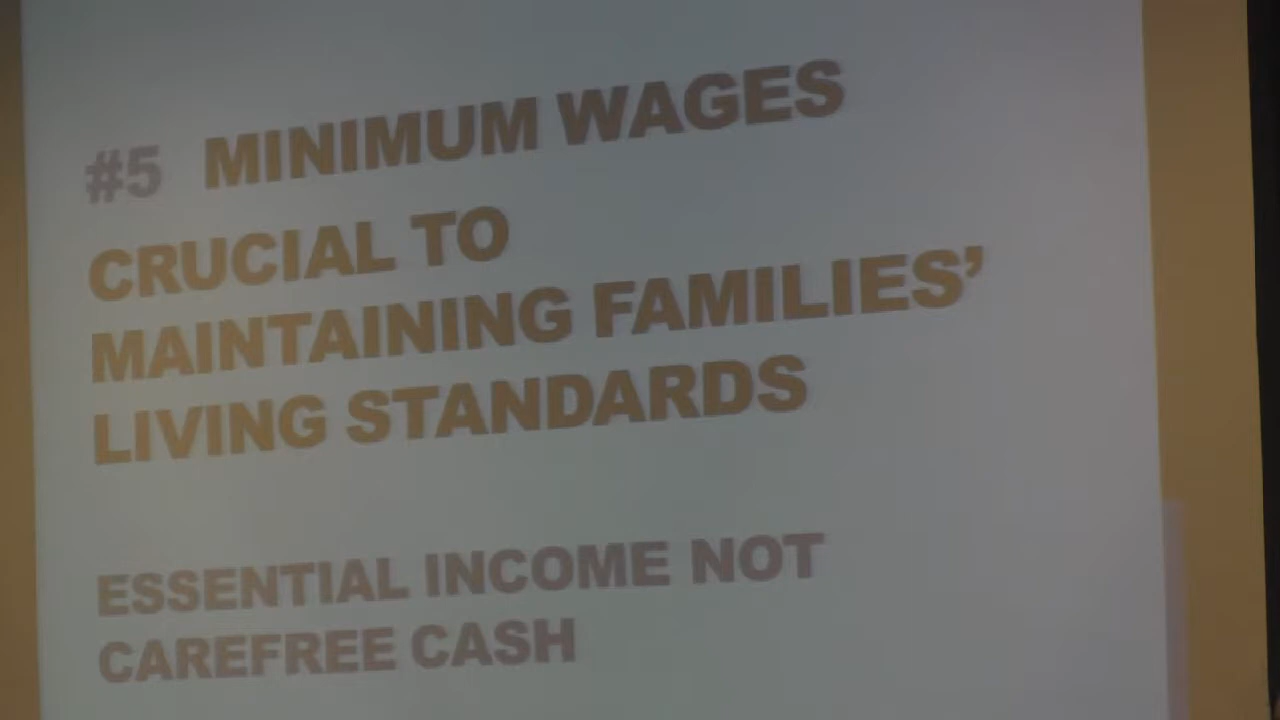 #5 MINIMUM WAGES
CRUCIAL TO
MAINTAINING FAMILIES’
LIVING STANDARDS
ESSENTIAL INCOME NOT
CAREFREE CASH